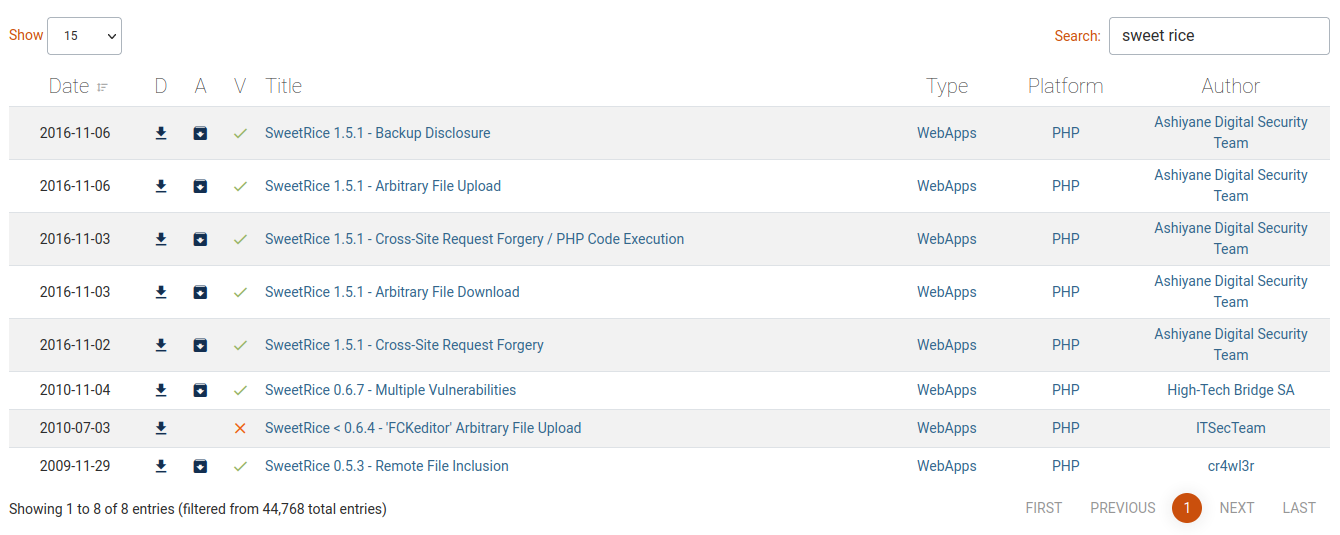 Show 15 Search: sweet rice
Date D A V Title Type Platform Author
2016-11-06 SweetRice 1.5.1 - Backup Disclosure WebApps PHP Ashiyane Digital Security
Team
2016-11-06 SweetRice 1.5.1 - Arbitrary File Upload WebApps PHP Ashiyane Digital Security
Team
2016-11-03 SweetRice 1.5.1 - Cross-Site Request Forgery / PHP Code Execution WebApps PHP Ashiyane Digital Security
Team
2016-11-03 SweetRice 1.5.1 - Arbitrary File Download WebApps PHP Ashiyane Digital Security
Team
2016-11-02 SweetRice 1.5.1 - Cross-Site Request Forgery WebApps PHP Ashiyane Digital Security
Team
2010-11-04 SweetRice 0.6.7 - Multiple Vulnerabilities WebApps PHP High-Tech Bridge SA
2010-07-03 SweetRice < 0.6.4 - 'FCKeditor' Arbitrary File Upload WebApps PHP ITSecTeam
2009-11-29 SweetRice 0.5.3 - Remote File Inclusion WebApps PHP cr4wl3r
Showing 1 to 8 of 8 entries (filtered from 44,768 total entries) FIRST PREVIOUS 1 NEXT LAST